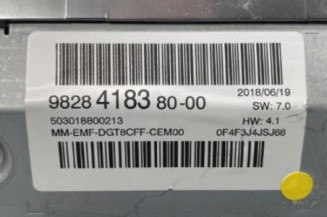 9828 4183 80-00
2018/06/19
SW: 7.0
503018800213
HW: 4.1
MM-EMF-DGT8CFF-CEM00
0F4F3J4JSJ68